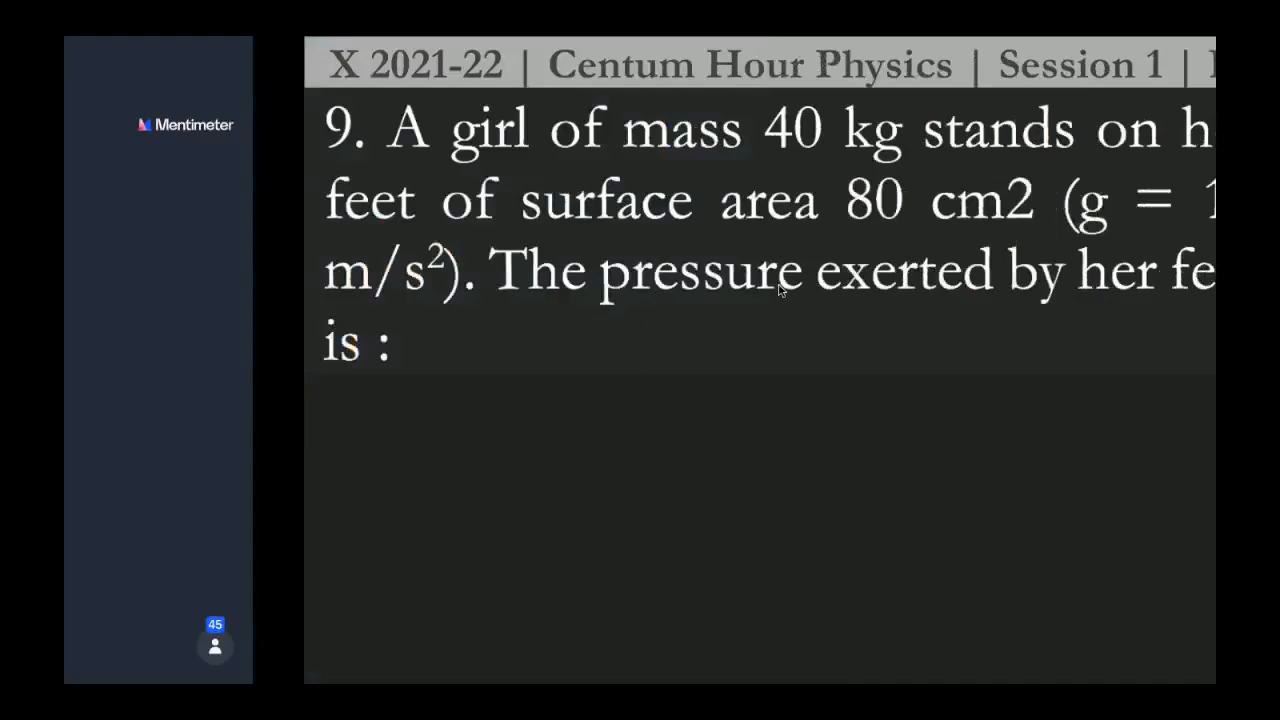 X 2021-22 | Centum Hour Physics | Session 1 |
Mentimeter
9. A girl of mass 40 kg stands on
feet of surface area 80 cm2 (g =
m/s²). The pressure exerted by her
is :
45